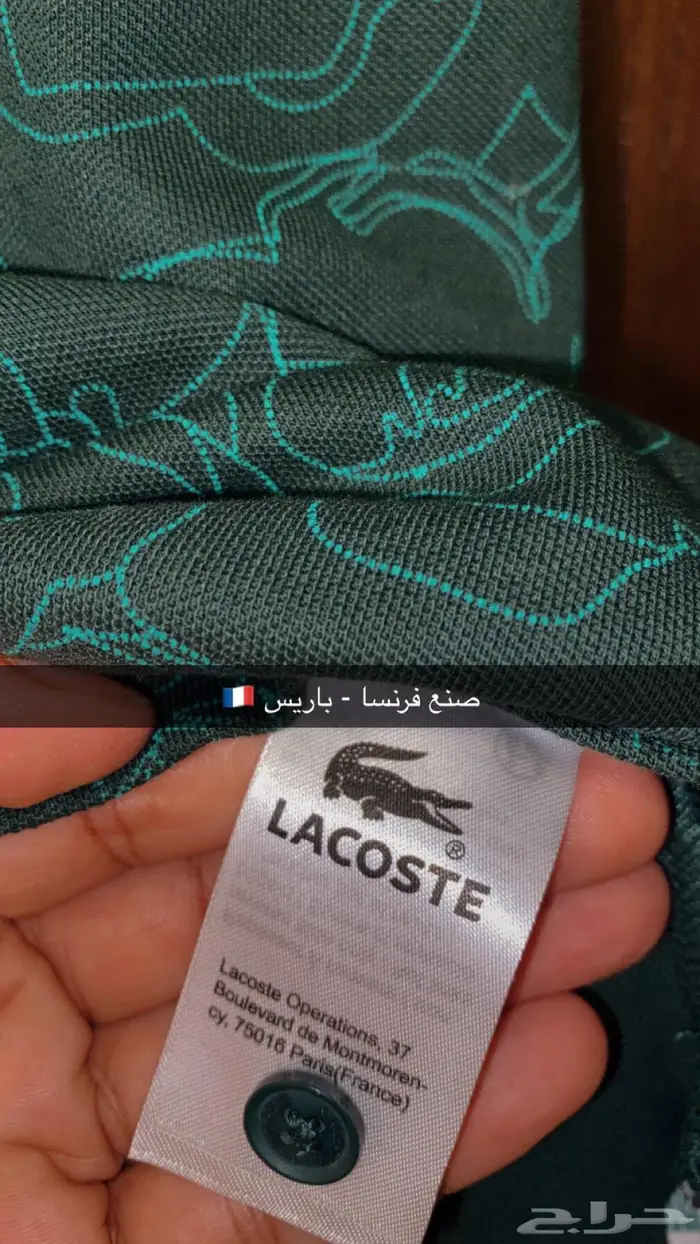 صنع فرنسا - باريس 🇫🇷
LACOSTE
®
Lacoste Operations, 37
Boulevard de Montmoren-
cy, 75016 Paris(France)
حراج